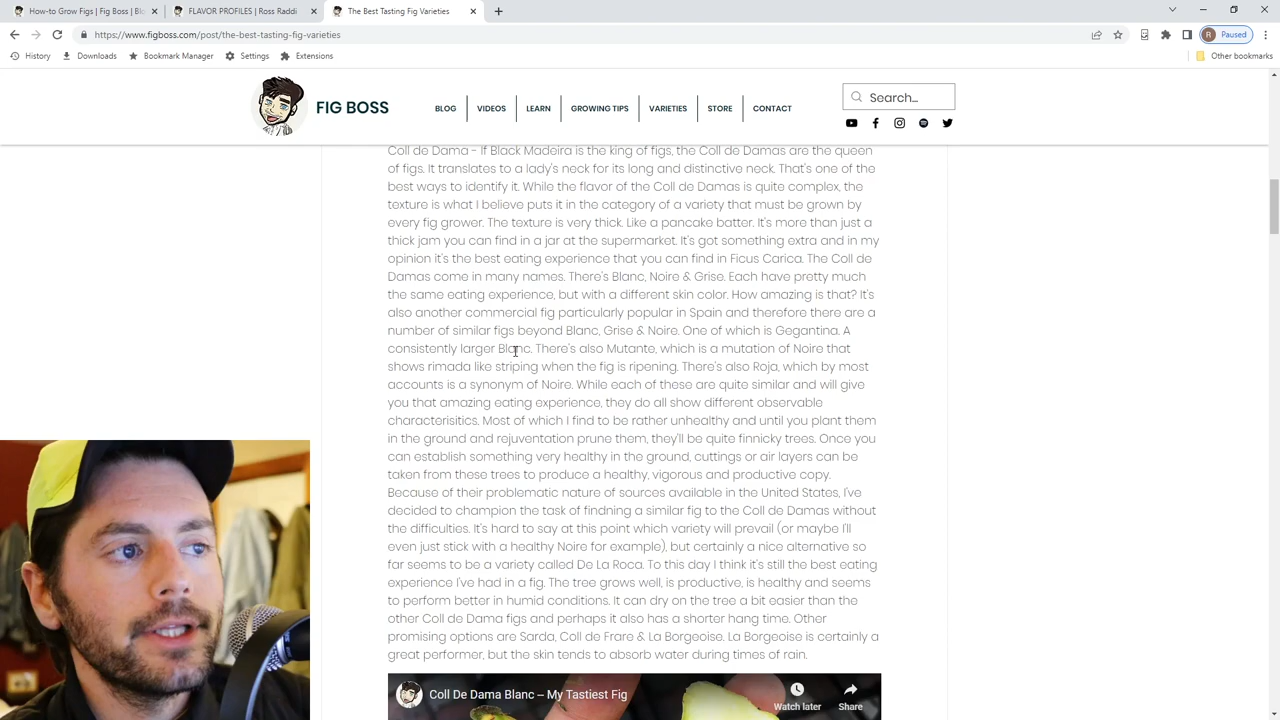 How-to Grow Figs | Fig Boss | Blo
FLAVOR PROFILES | Ross Raddi
The Best Tasting Fig Varieties
https://www.figboss.com/post/the-best-tasting-fig-varieties
R
Paused
History
Downloads
Bookmark Manager
Settings
Extensions
Other bookmarks
FIG BOSS
BLOG
VIDEOS
LEARN
GROWING TIPS
VARIETIES
STORE
CONTACT
Search...
Coll de Dama - If Black Madeira is the king of figs, the Coll de Damas are the queen
of figs. It translates to a lady's neck for its long and distinctive neck. That's one of the
best ways to identify it. While the flavor of the Coll de Damas is quite complex, the
texture is what I believe puts it in the category of a variety that must be grown by
every fig grower. The texture is very thick. Like a pancake batter. It's more than just a
thick jam you can find in a jar at the supermarket. It's got something extra and in my
opinion it's the best eating experience that you can find in Ficus Carica. The Coll de
Damas come in many names. There's Blanc, Noire & Grise. Each have pretty much
the same eating experience, but with a different skin color. How amazing is that? It's
also another commercial fig particularly popular in Spain and therefore there are a
number of similar figs beyond Blanc, Grise & Noire. One of which is Gegantina. A
consistently larger Blanc. There's also Mutante, which is a mutation of Noire that
shows rimada like striping when the fig is ripening. There's also Roja, which by most
accounts is a synonym of Noire. While each of these are quite similar and will give
you that amazing eating experience, they do all show different observable
characterisitics. Most of which I find to be rather unhealthy and until you plant them
in the ground and rejuventation prune them, they'll be quite finnicky trees. Once you
can establish something very healthy in the ground, cuttings or air layers can be
taken from these trees to produce a healthy, vigorous and productive copy.
Because of their problematic nature of sources available in the United States, I've
decided to champion the task of findning a similar fig to the Coll de Damas without
the difficulties. It's hard to say at this point which variety will prevail (or maybe I'll
even just stick with a healthy Noire for example), but certainly a nice alternative so
far seems to be a variety called De La Roca. To this day I think it's still the best eating
experience I've had in a fig. The tree grows well, is productive, is healthy and seems
to perform better in humid conditions. It can dry on the tree a bit easier than the
other Coll de Dama figs and perhaps it also has a shorter hang time. Other
promising options are Sarda, Coll de Frare & La Borgeoise. La Borgeoise is certainly a
great performer, but the skin tends to absorb water during times of rain.
Coll De Dama Blanc – My Tastiest Fig
Watch later
Share